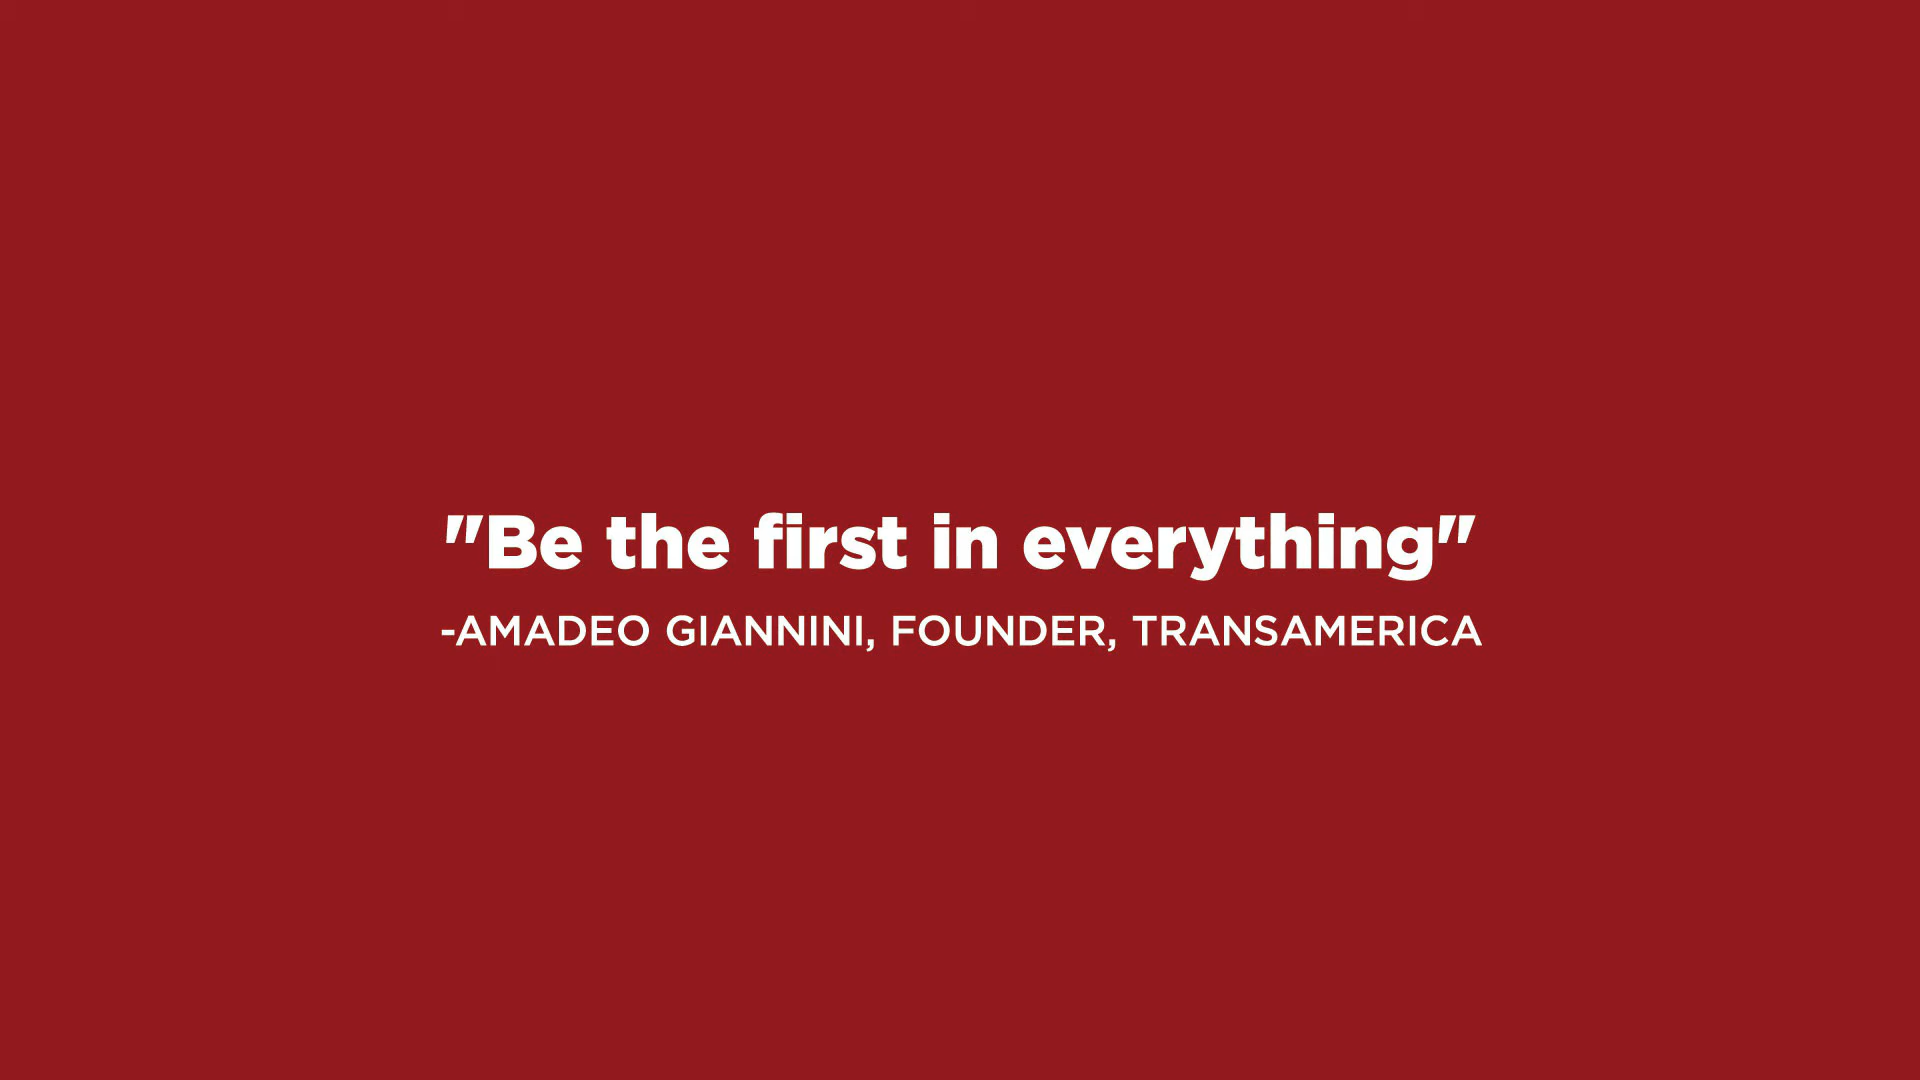 "Be the first in everything"
-AMADEO GIANNINI, FOUNDER, TRANSAMERICA